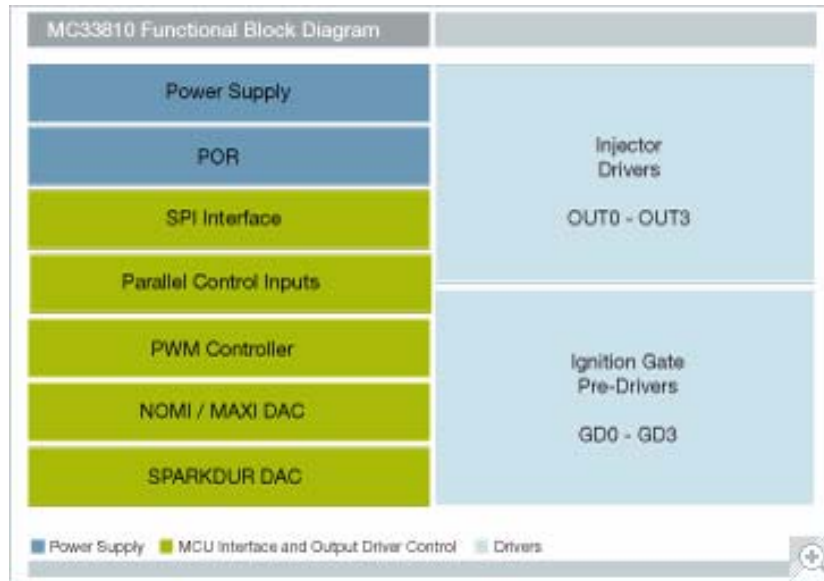 MC33810 Functional Block Diagram
Power Supply
POR
SPI Interface
Parallel Control Inputs
PWM Controller
NOMI / MAXI DAC
SPARKDUR DAC
Injector
Drivers
OUT0 - OUT3
Ignition Gate
Pre-Drivers
GD0 - GD3
Power Supply MCU Interface and Output Driver Control Drivers